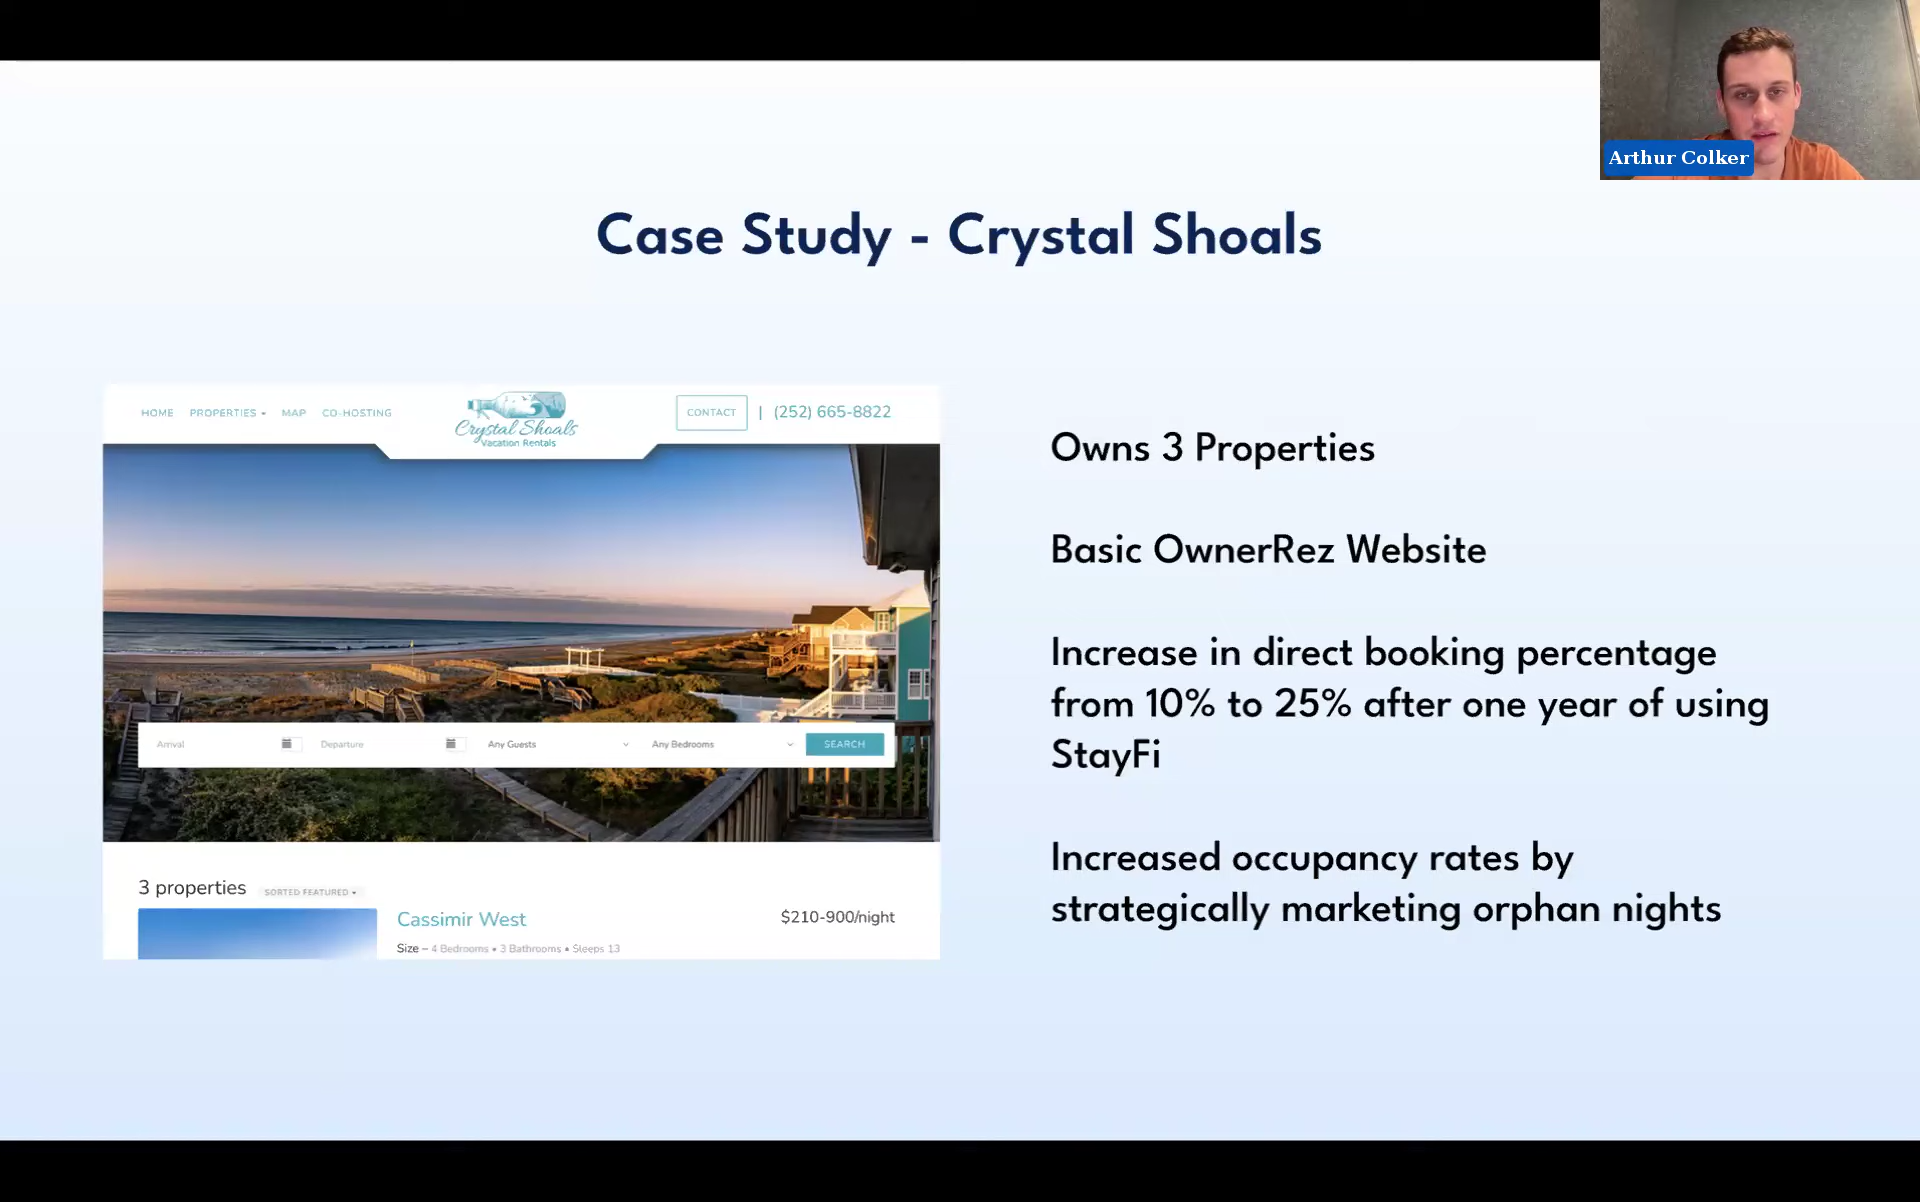 Arthur Colker
Case Study - Crystal Shoals
HOME PROPERTIES MAP CO-HOSTING
Crystal Shoals
Vacation Rentals
CONTACT | (252) 665-8822
Arrival Departure Any Guests Any Bedrooms SEARCH
3 properties SORTED FEATURED
Cassimir West $210-900/night
Size – 4 Bedrooms • 3 Bathrooms • Sleeps 13
Owns 3 Properties
Basic OwnerRez Website
Increase in direct booking percentage
from 10% to 25% after one year of using
StayFi
Increased occupancy rates by
strategically marketing orphan nights